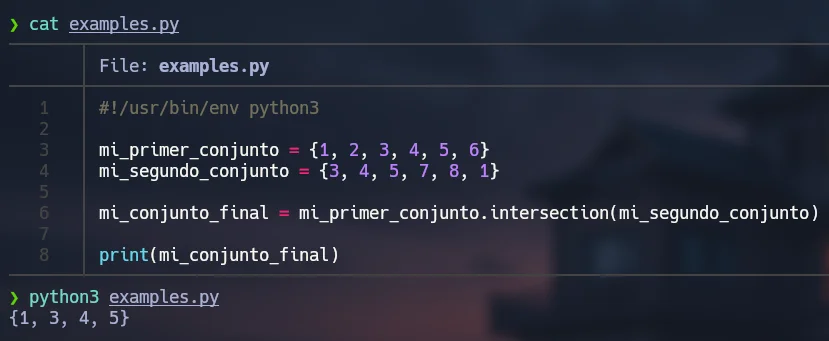 ❯ cat examples.py
File: examples.py
1 #!/usr/bin/env python3
2
3 mi_primer_conjunto = {1, 2, 3, 4, 5, 6}
4 mi_segundo_conjunto = {3, 4, 5, 7, 8, 1}
5
6 mi_conjunto_final = mi_primer_conjunto.intersection(mi_segundo_conjunto)
7
8 print(mi_conjunto_final)
❯ python3 examples.py
{1, 3, 4, 5}